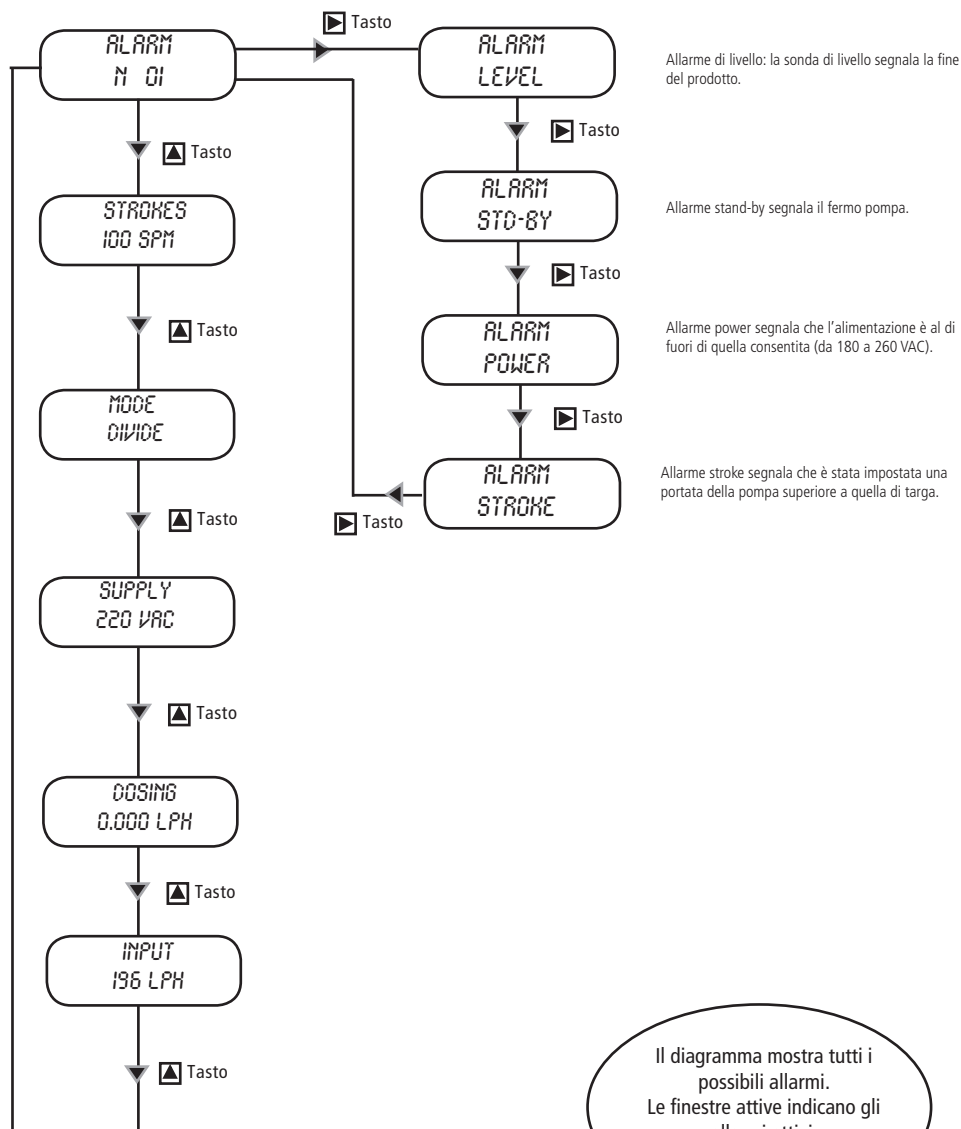 Tasto
ALARM
N 01
ALARM
LEVEL
Allarme di livello: la sonda di livello segnala la fine
del prodotto.
Tasto
Tasto
STROKES
100 SPM
ALARM
STD-BY
Allarme stand-by segnala il fermo pompa.
Tasto
Tasto
ALARM
POWER
Allarme power segnala che l'alimentazione è al di
fuori di quella consentita (da 180 a 260 VAC).
MODE
DIVIDE
Tasto
ALARM
STROKE
Allarme stroke segnala che è stata impostata una
portata della pompa superiore a quella di targa.
Tasto
Tasto
SUPPLY
220 VAC
Tasto
DOSING
0.000 LPH
Tasto
INPUT
196 LPH
Tasto
Il diagramma mostra tutti i
possibili allarmi.
Le finestre attive indicano gli